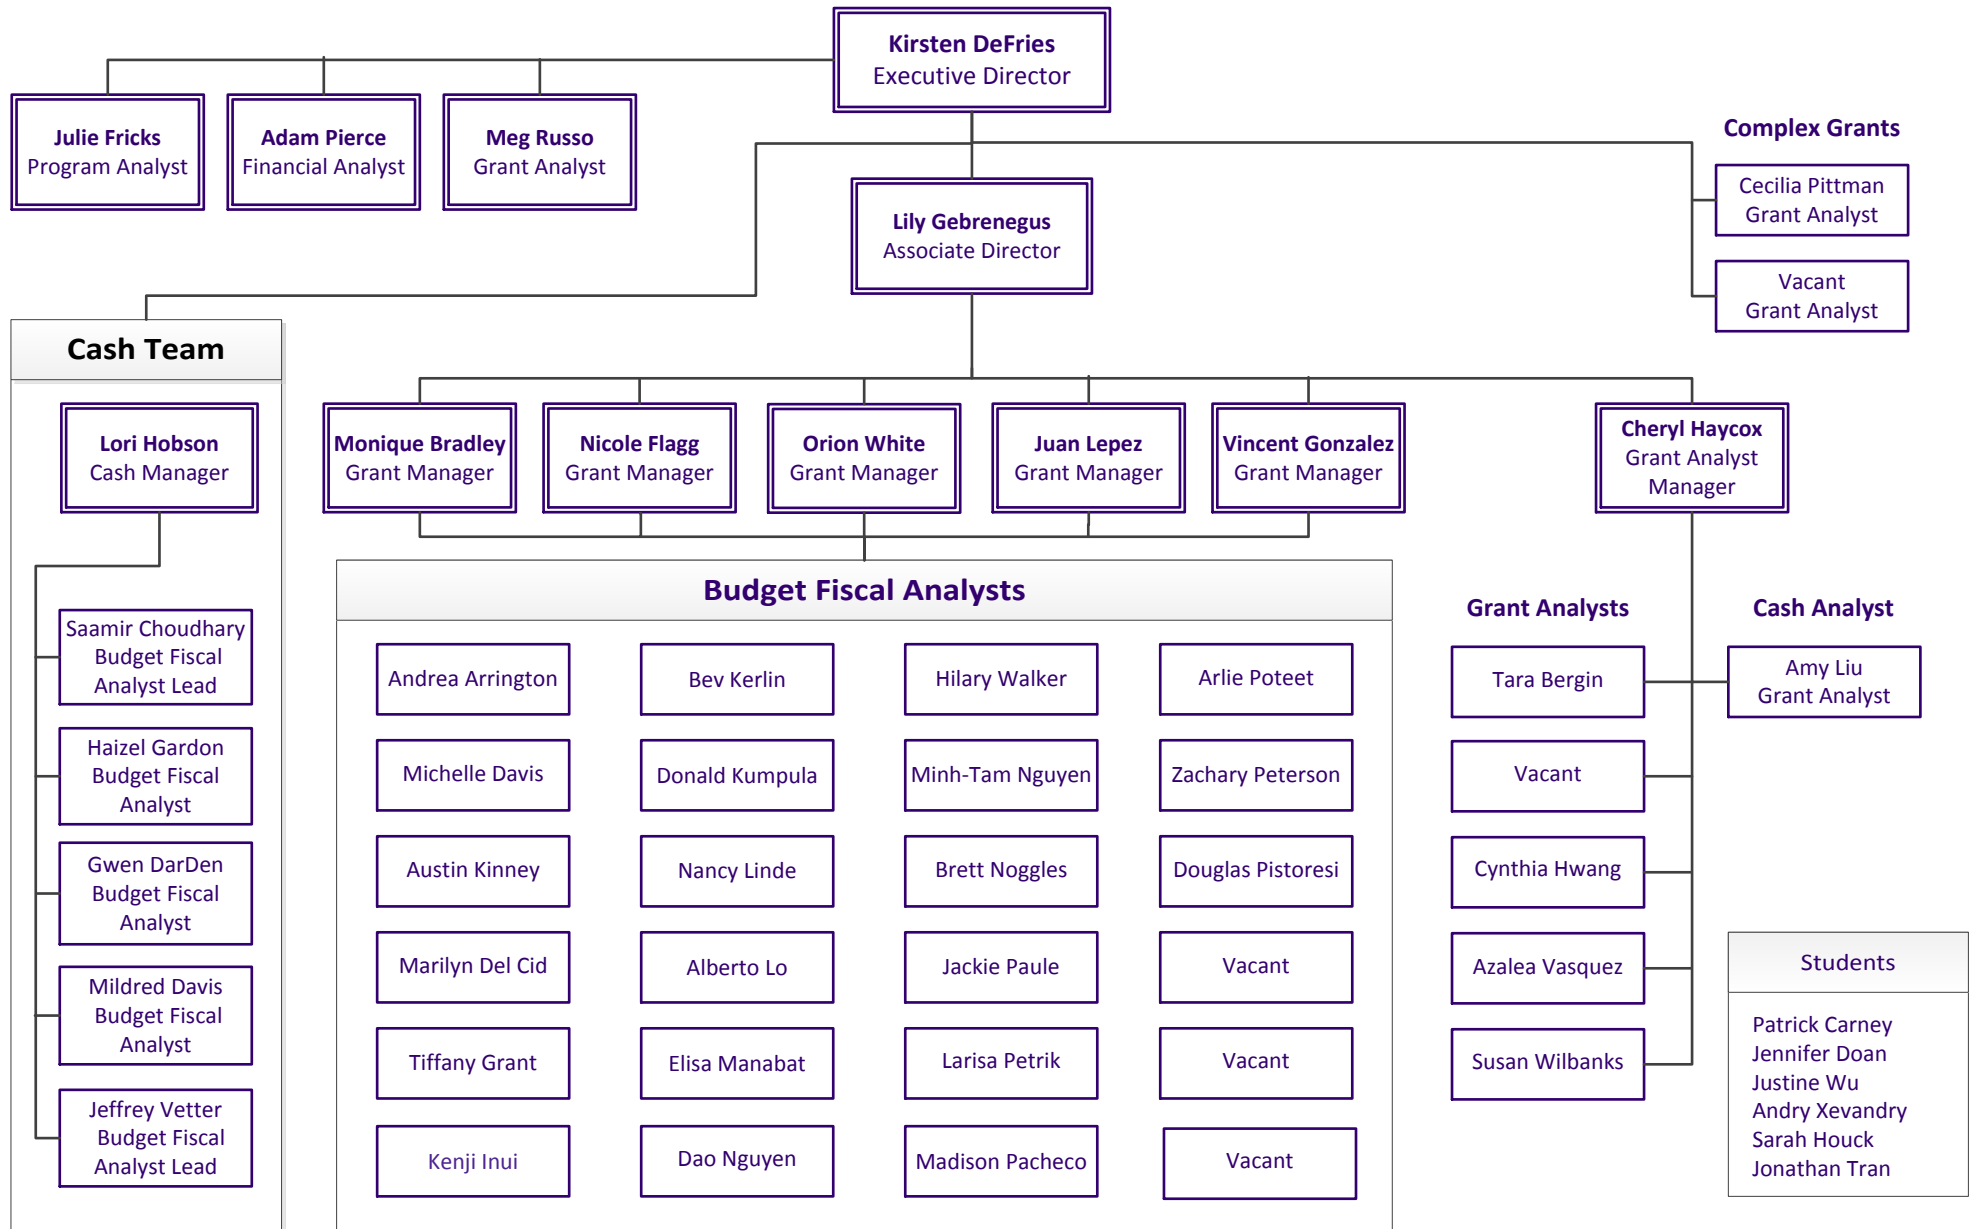 Kirsten DeFries
Executive Director
Julie Fricks
Program Analyst
Adam Pierce
Financial Analyst
Meg Russo
Grant Analyst
Complex Grants
Cecilia Pittman
Grant Analyst
Vacant
Grant Analyst
Lily Gebrenegus
Associate Director
Cash Team
Lori Hobson
Cash Manager
Saamir Choudhary
Budget Fiscal
Analyst Lead
Haizel Gardon
Budget Fiscal
Analyst
Gwen DarDen
Budget Fiscal
Analyst
Mildred Davis
Budget Fiscal
Analyst
Jeffrey Vetter
Budget Fiscal
Analyst Lead
Monique Bradley
Grant Manager
Nicole Flagg
Grant Manager
Orion White
Grant Manager
Juan Lepez
Grant Manager
Vincent Gonzalez
Grant Manager
Cheryl Haycox
Grant Analyst
Manager
Budget Fiscal Analysts
Andrea Arrington
Bev Kerlin
Hilary Walker
Arlie Poteet
Michelle Davis
Donald Kumpula
Minh-Tam Nguyen
Zachary Peterson
Austin Kinney
Nancy Linde
Brett Noggles
Douglas Pistoresi
Marilyn Del Cid
Alberto Lo
Jackie Paule
Vacant
Tiffany Grant
Elisa Manabat
Larisa Petrik
Vacant
Kenji Inui
Dao Nguyen
Madison Pacheco
Vacant
Grant Analysts
Tara Bergin
Vacant
Cynthia Hwang
Azalea Vasquez
Susan Wilbanks
Cash Analyst
Amy Liu
Grant Analyst
Students
Patrick Carney
Jennifer Doan
Justine Wu
Andry Xevandry
Sarah Houck
Jonathan Tran